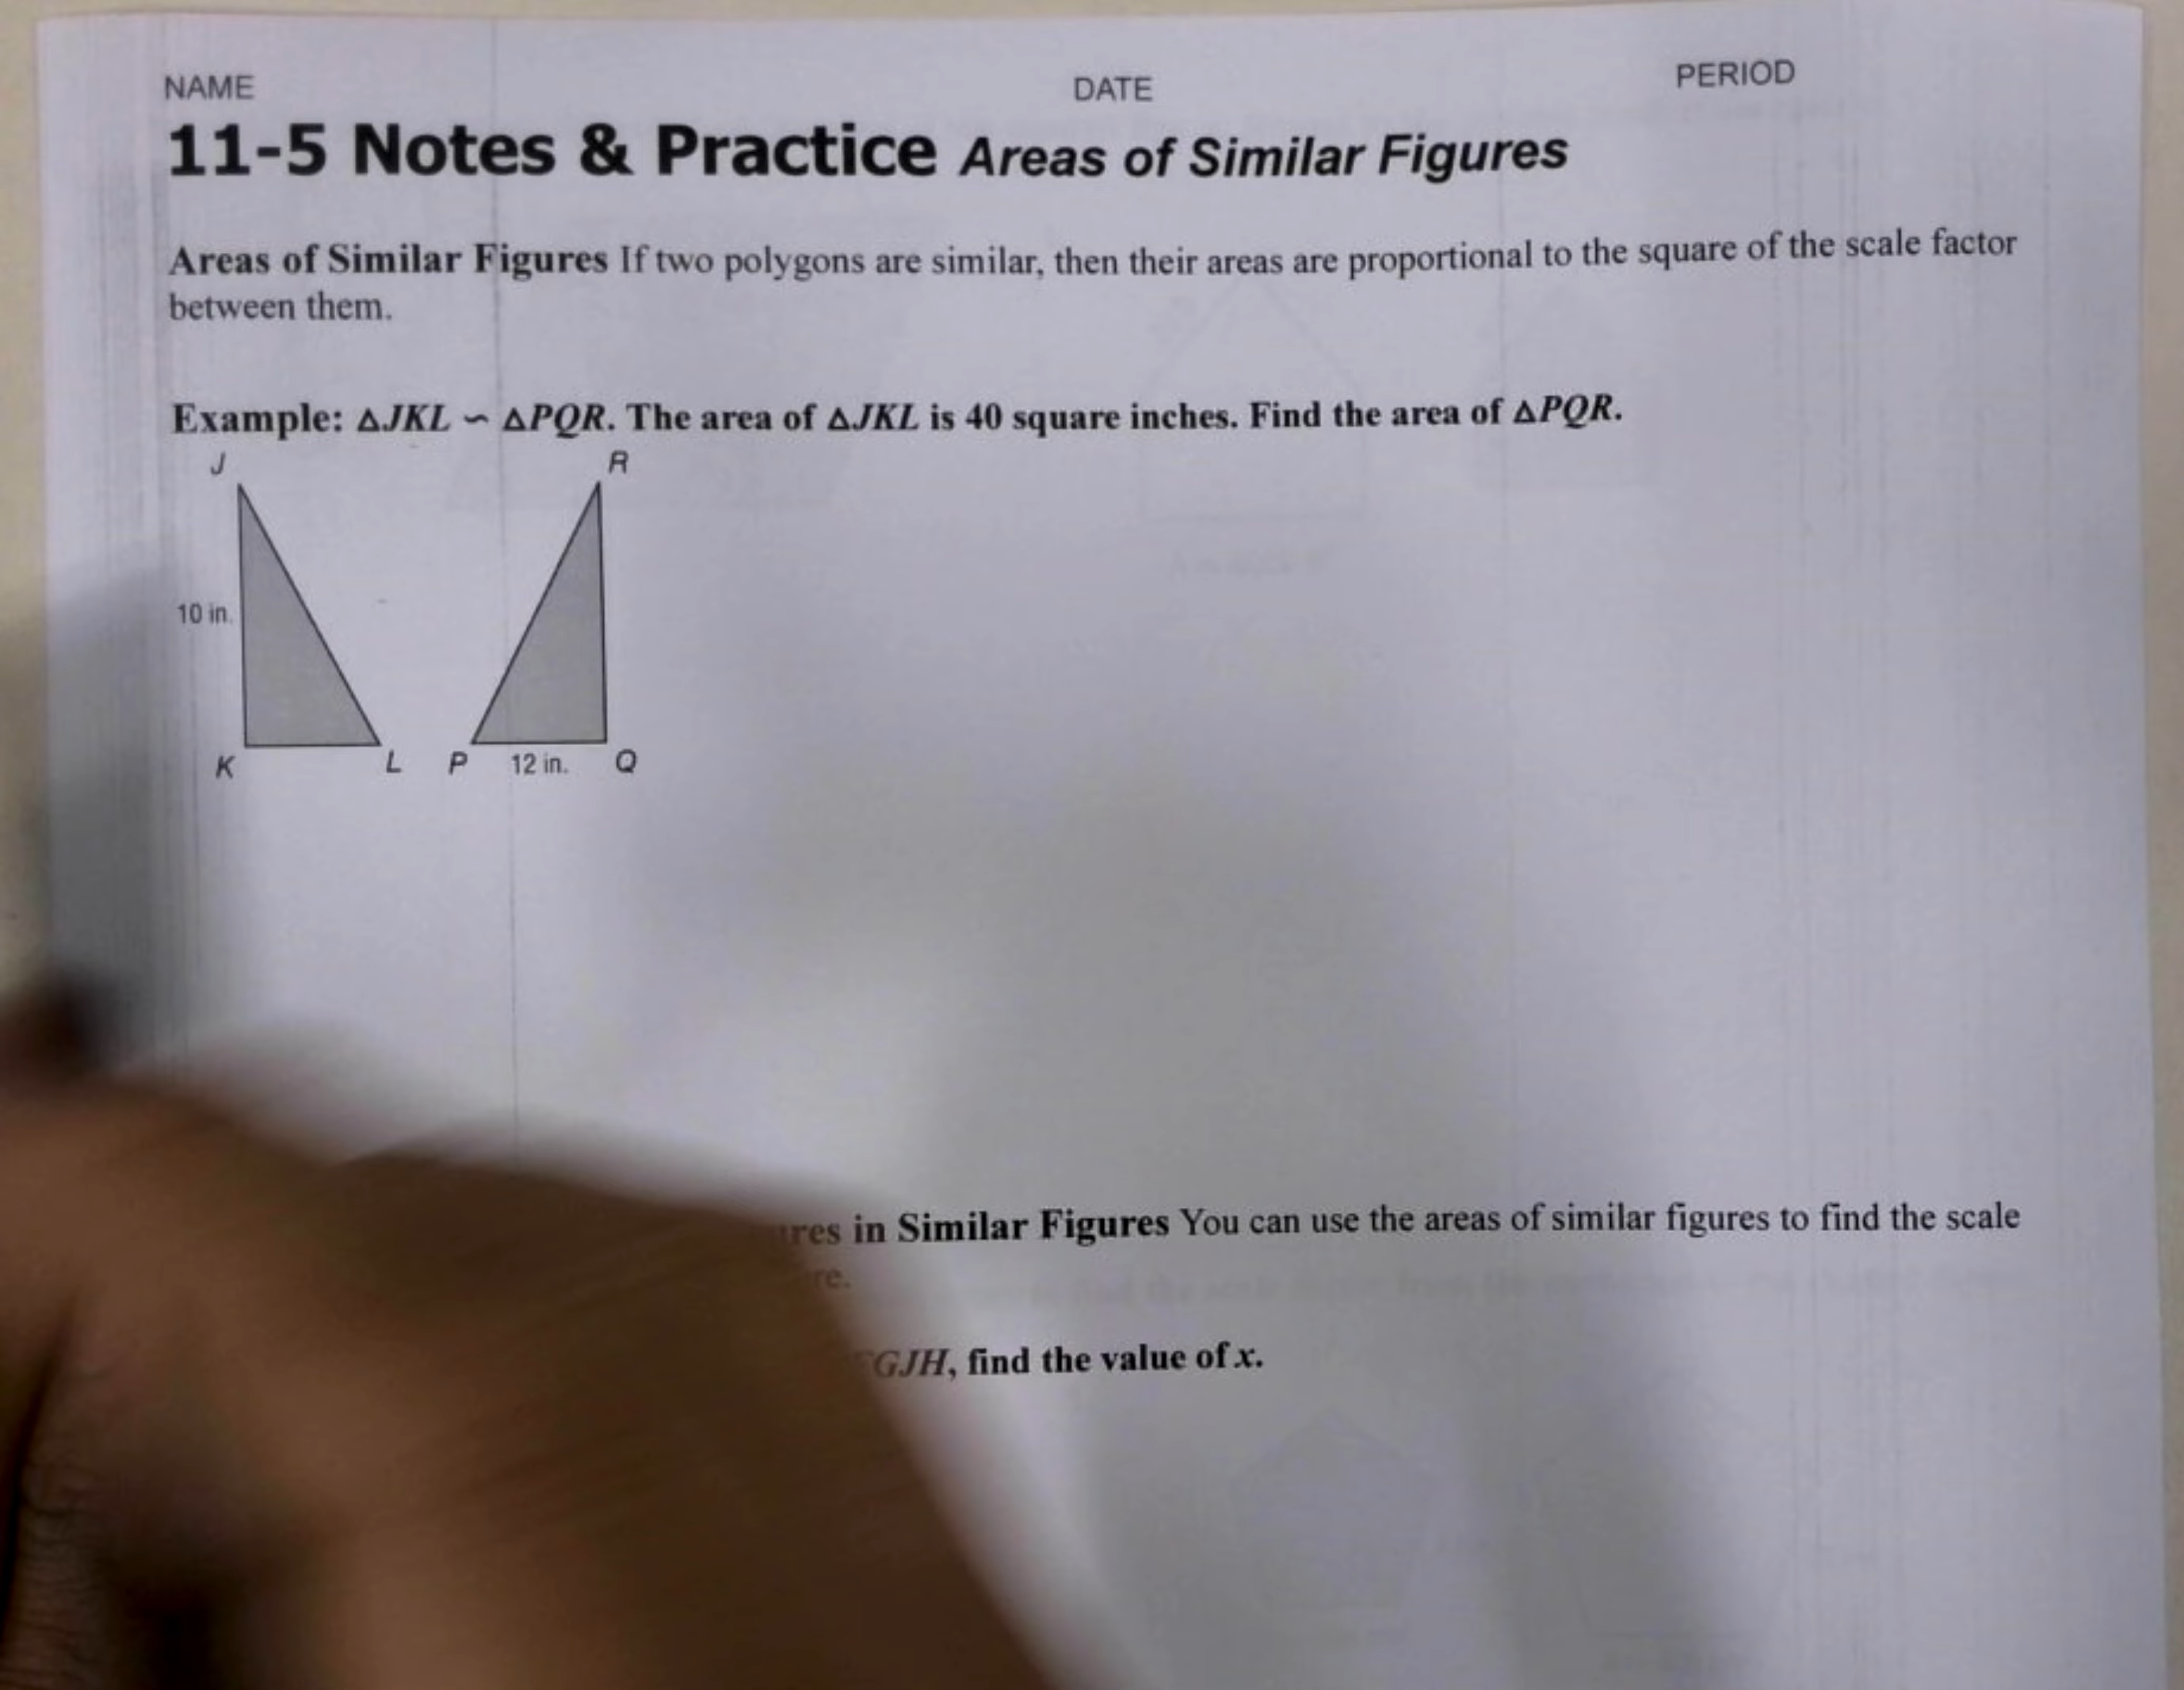 NAME DATE PERIOD
11-5 Notes & Practice Areas of Similar Figures
Areas of Similar Figures If two polygons are similar, then their areas are proportional to the square of the scale factor
between them.
Example: △JKL ~ △PQR. The area of △JKL is 40 square inches. Find the area of △PQR.
J R
10 in.
K L P 12 in. Q
in Similar Figures You can use the areas of similar figures to find the scale
GJH, find the value of x.